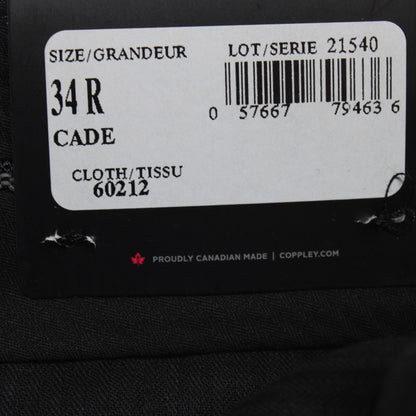 SIZE/GRANDEUR LOT/SERIE 21540
34 R
CADE
0 57667 79463 6
CLOTH/TISSU
60212
PROUDLY CANADIAN MADE | COPPLEY.COM